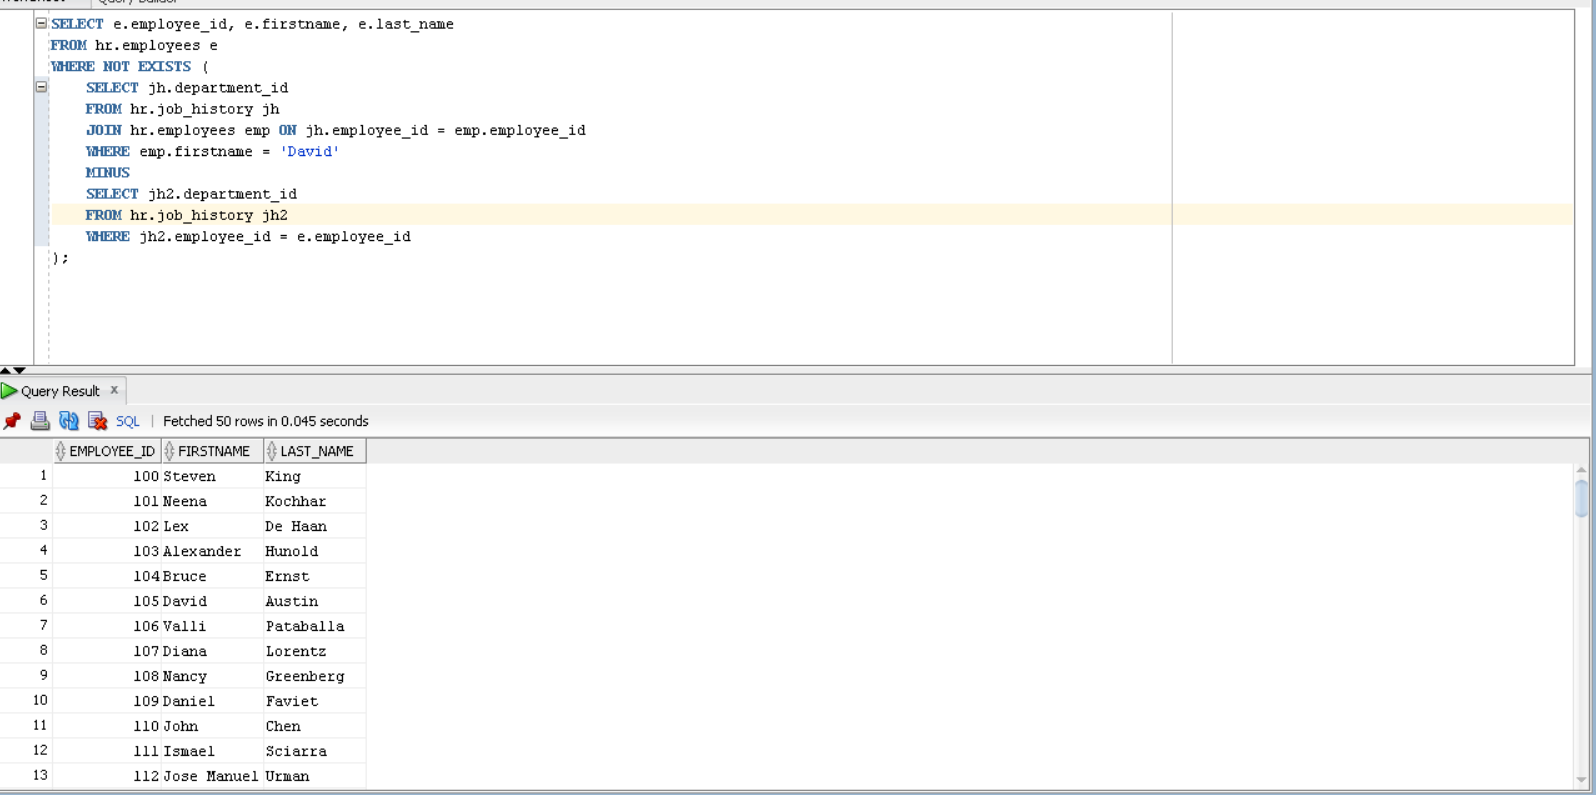 Query Builder
SELECT e.employee_id, e.firstname, e.last_name
FROM hr.employees e
WHERE NOT EXISTS (
SELECT jh.department_id
FROM hr.job_history jh
JOIN hr.employees emp ON jh.employee_id = emp.employee_id
WHERE emp.firstname = 'David'
MINUS
SELECT jh2.department_id
FROM hr.job_history jh2
WHERE jh2.employee_id = e.employee_id
);
Query Result x
SQL | Fetched 50 rows in 0.045 seconds
EMPLOYEE_ID FIRSTNAME LAST_NAME
1 100 Steven King
2 101 Neena Kochhar
3 102 Lex De Haan
4 103 Alexander Hunold
5 104 Bruce Ernst
6 105 David Austin
7 106 Valli Pataballa
8 107 Diana Lorentz
9 108 Nancy Greenberg
10 109 Daniel Faviet
11 110 John Chen
12 111 Ismael Sciarra
13 112 Jose Manuel Urman